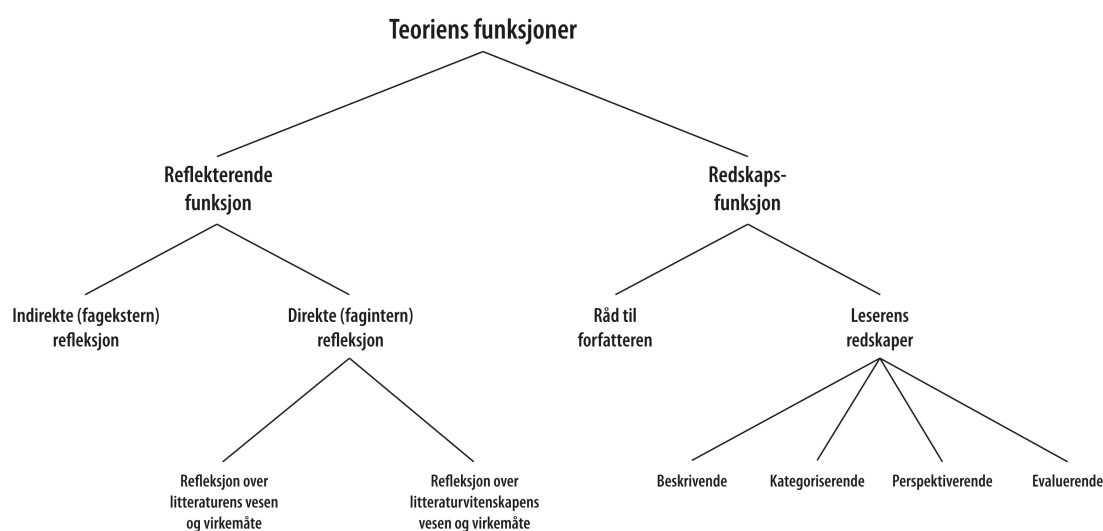 Teoriens funksjoner
Reflekterende
funksjon
Redskaps-
funksjon
Indirekte (fagekstern)
refleksjon
Direkte (fagintern)
refleksjon
Råd til
forfatteren
Leserens
redskaper
Refleksjon over
litteraturens vesen
og virkemåte
Refleksjon over
litteraturvitenskapens
vesen og virkemåte
Beskrivende
Kategoriserende
Perspektiverende
Evaluerende